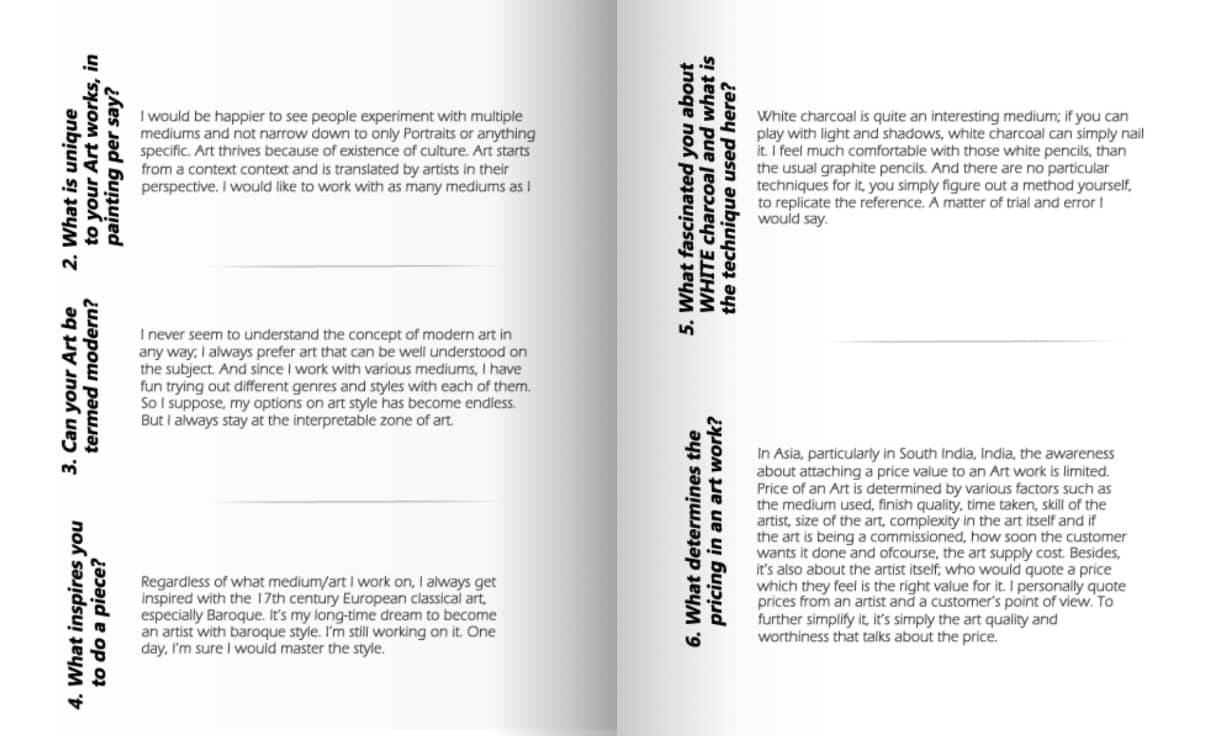 2. What is unique
to your Art works, in
painting per say?
I would be happier to see people experiment with multiple
mediums and not narrow down to only Portraits or anything
specific. Art thrives because of existence of culture. Art starts
from a context context and is translated by artists in their
perspective. I would like to work with as many mediums as I
3. Can your Art be
termed modern?
I never seem to understand the concept of modern art in
any way; I always prefer art that can be well understood on
the subject. And since I work with various mediums, I have
fun trying out different genres and styles with each of them.
So I suppose, my options on art style has become endless.
But I always stay at the interpretable zone of art.
4. What inspires you
to do a piece?
Regardless of what medium/art I work on, I always get
inspired with the 17th century European classical art,
especially Baroque. It's my long-time dream to become
an artist with baroque style. I'm still working on it. One
day, I'm sure I would master the style.
5. What fascinated you about
WHITE charcoal and what is
the technique used here?
White charcoal is quite an interesting medium; if you can
play with light and shadows, white charcoal can simply nail
it. I feel much comfortable with those white pencils, than
the usual graphite pencils. And there are no particular
techniques for it, you simply figure out a method yourself,
to replicate the reference. A matter of trial and error I
would say.
6. What determines the
pricing in an art work?
In Asia, particularly in South India, India, the awareness
about attaching a price value to an Art work is limited.
Price of an Art is determined by various factors such as
the medium used, finish quality, time taken, skill of the
artist, size of the art, complexity in the art itself and if
the art is being a commissioned, how soon the customer
wants it done and ofcourse, the art supply cost. Besides,
it's also about the artist itself, who would quote a price
which they feel is the right value for it. I personally quote
prices from an artist and a customer's point of view. To
further simplify it, it's simply the art quality and
worthiness that talks about the price.